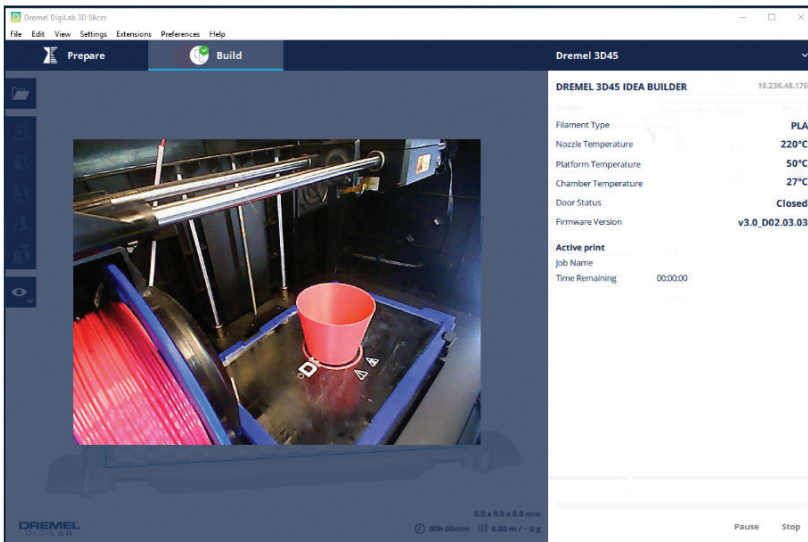 Dremel DigiLab 3D Slicer
File Edit View Settings Extensions Preferences Help
Prepare Build Dremel 3D45
DREMEL 3D45 IDEA BUILDER 10.236.48.176
Filament Type PLA
Nozzle Temperature 220°C
Platform Temperature 50°C
Chamber Temperature 27°C
Door Status Closed
Firmware Version v3.0_D02.03.03
Active print
Job Name
Time Remaining 00:00:00
0.0 x 0.0 x 0.0 mm
00h 00min 0.00 m / ~ 0 g
DREMEL
DIGILAB
Pause Stop